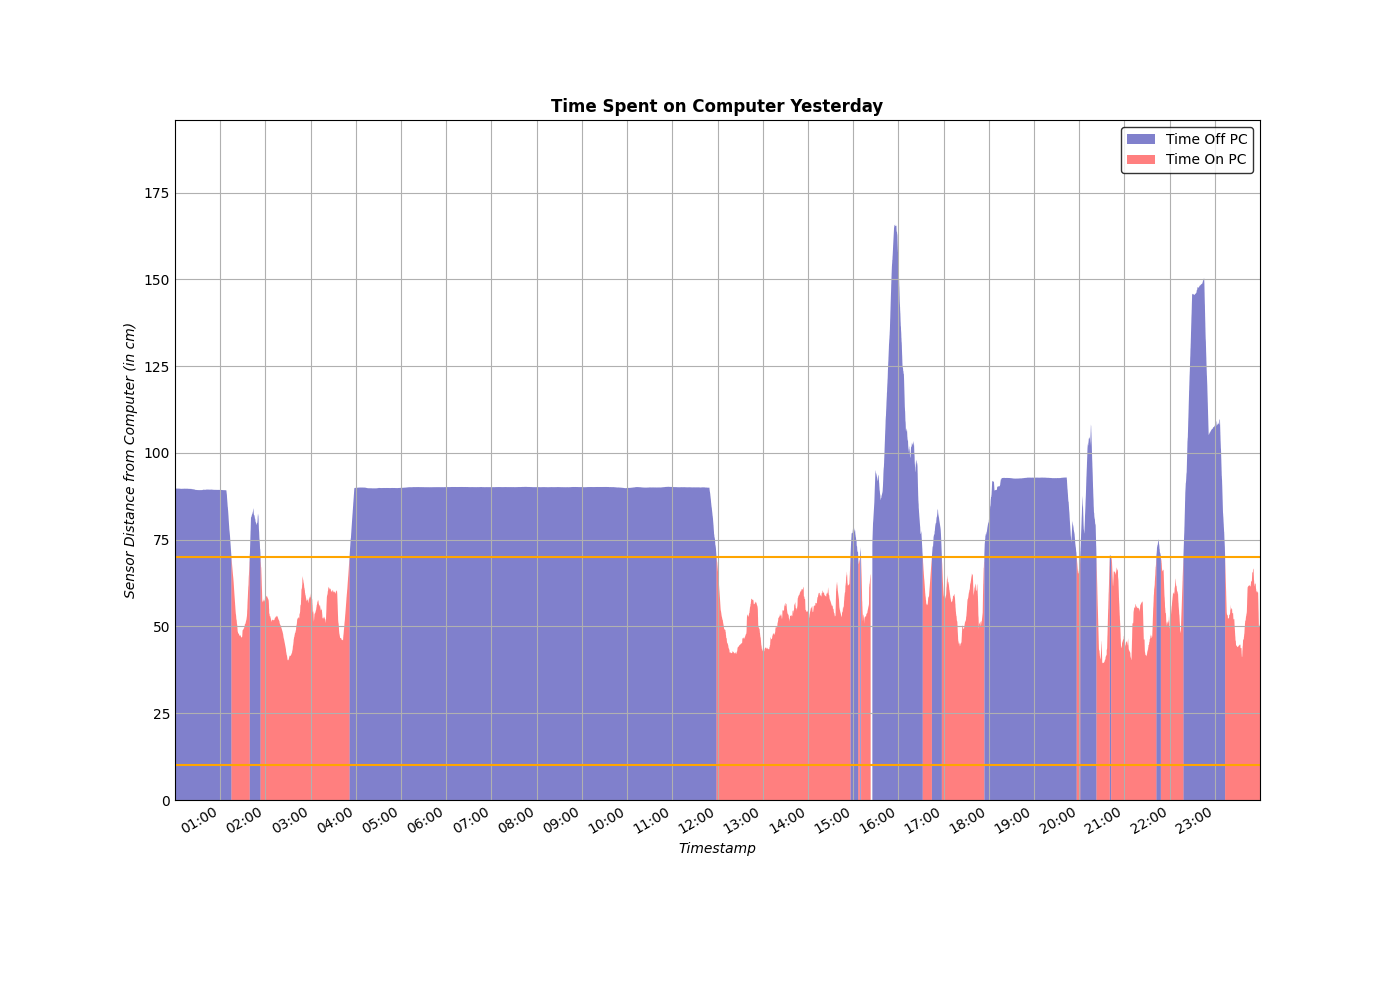 Time Spent on Computer Yesterday
Time Off PC
Time On PC
Sensor Distance from Computer (in cm)
175
150
125
100
75
50
25
0
01:00 02:00 03:00 04:00 05:00 06:00 07:00 08:00 09:00 10:00 11:00 12:00 13:00 14:00 15:00 16:00 17:00 18:00 19:00 20:00 21:00 22:00 23:00
Timestamp